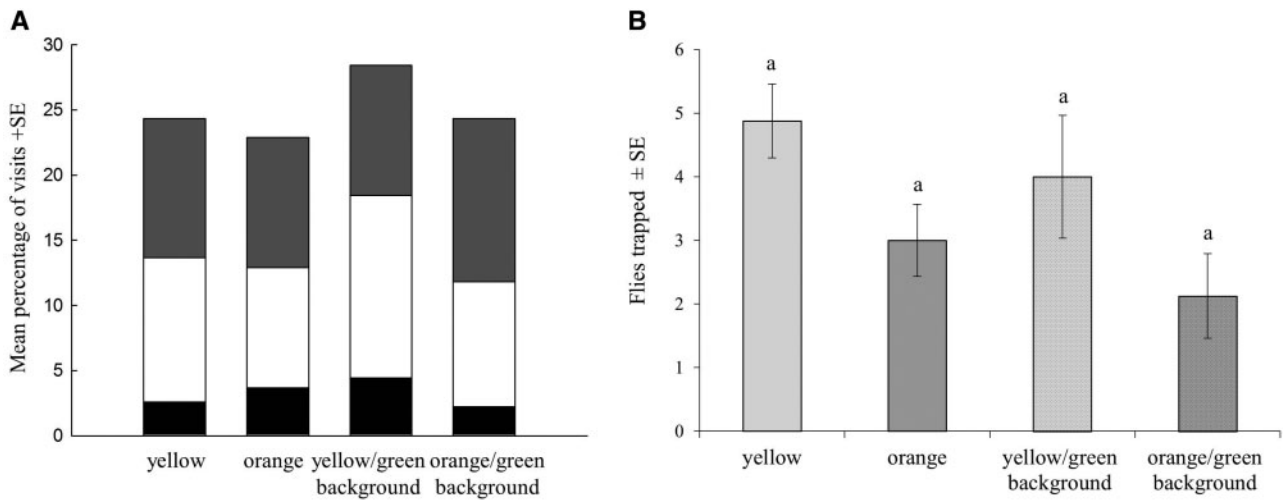 A
Mean percentage of visits +SE
30
25
20
15
10
5
0
yellow orange yellow/green background orange/green background
B
Flies trapped ± SE
6
5
4
3
2
1
0
a
a
a
a
yellow orange yellow/green background orange/green background